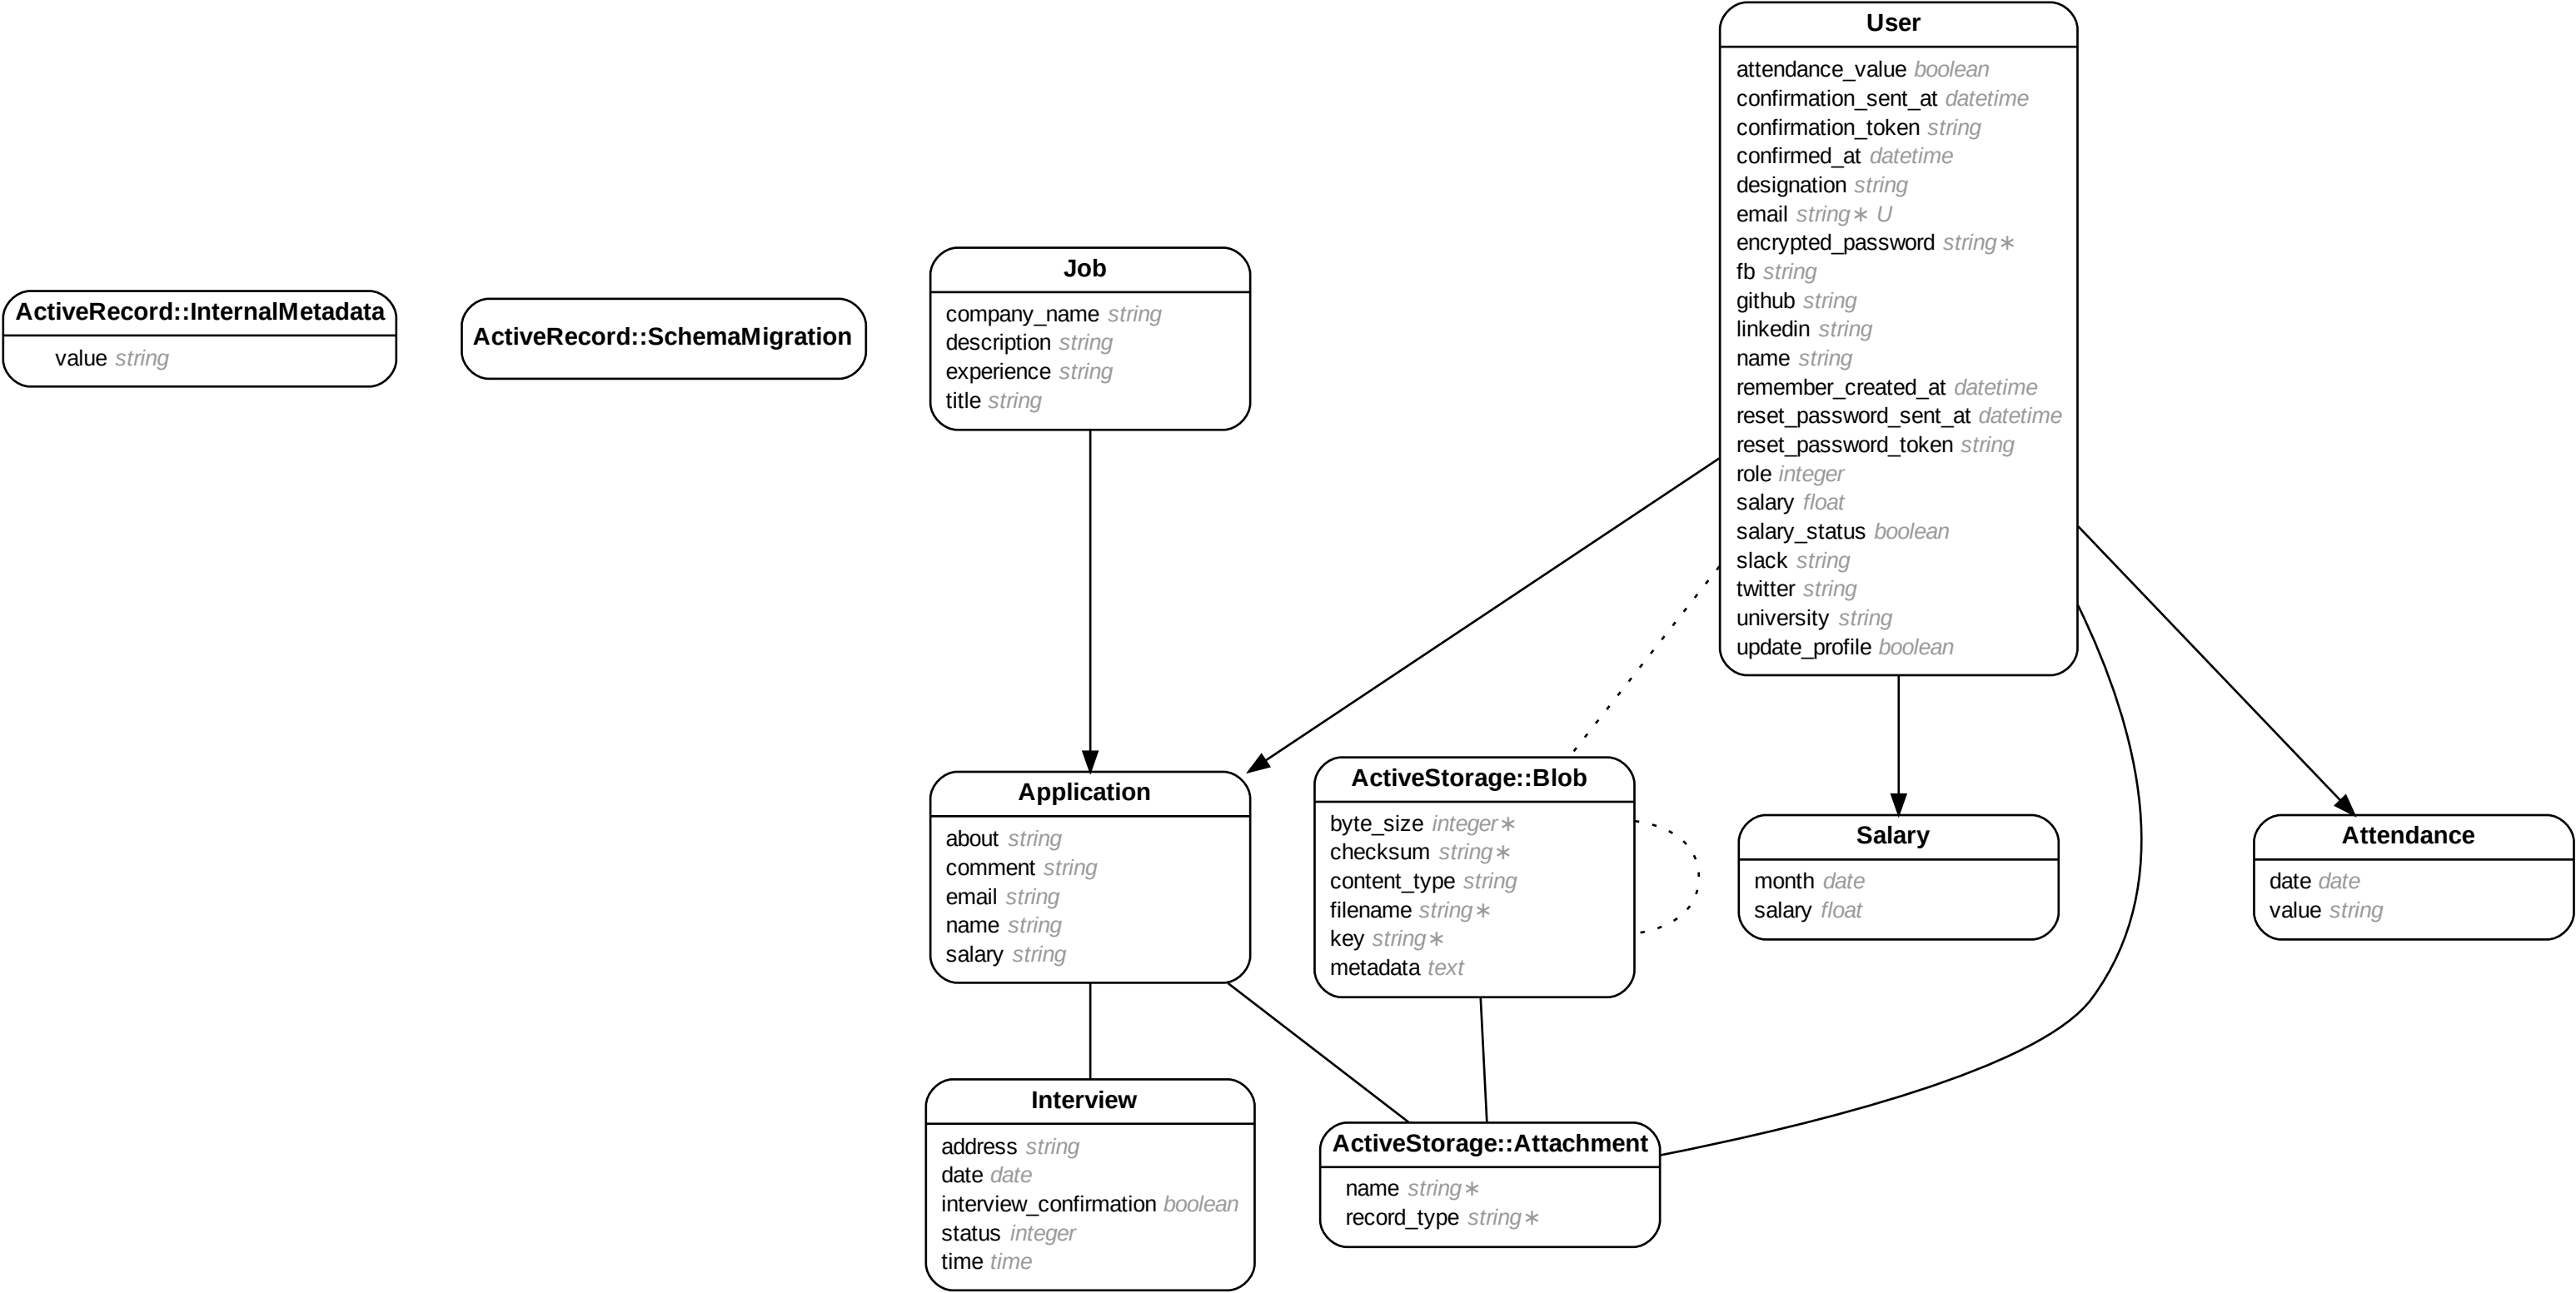 User
attendance_value boolean
confirmation_sent_at datetime
confirmation_token string
confirmed_at datetime
designation string
email string∗ U
encrypted_password string∗
fb string
github string
linkedin string
name string
remember_created_at datetime
reset_password_sent_at datetime
reset_password_token string
role integer
salary float
salary_status boolean
slack string
twitter string
university string
update_profile boolean
ActiveRecord::InternalMetadata
value string
ActiveRecord::SchemaMigration
Job
company_name string
description string
experience string
title string
Application
about string
comment string
email string
name string
salary string
ActiveStorage::Blob
byte_size integer∗
checksum string∗
content_type string
filename string∗
key string∗
metadata text
Salary
month date
salary float
Attendance
date date
value string
Interview
address string
date date
interview_confirmation boolean
status integer
time time
ActiveStorage::Attachment
name string∗
record_type string∗